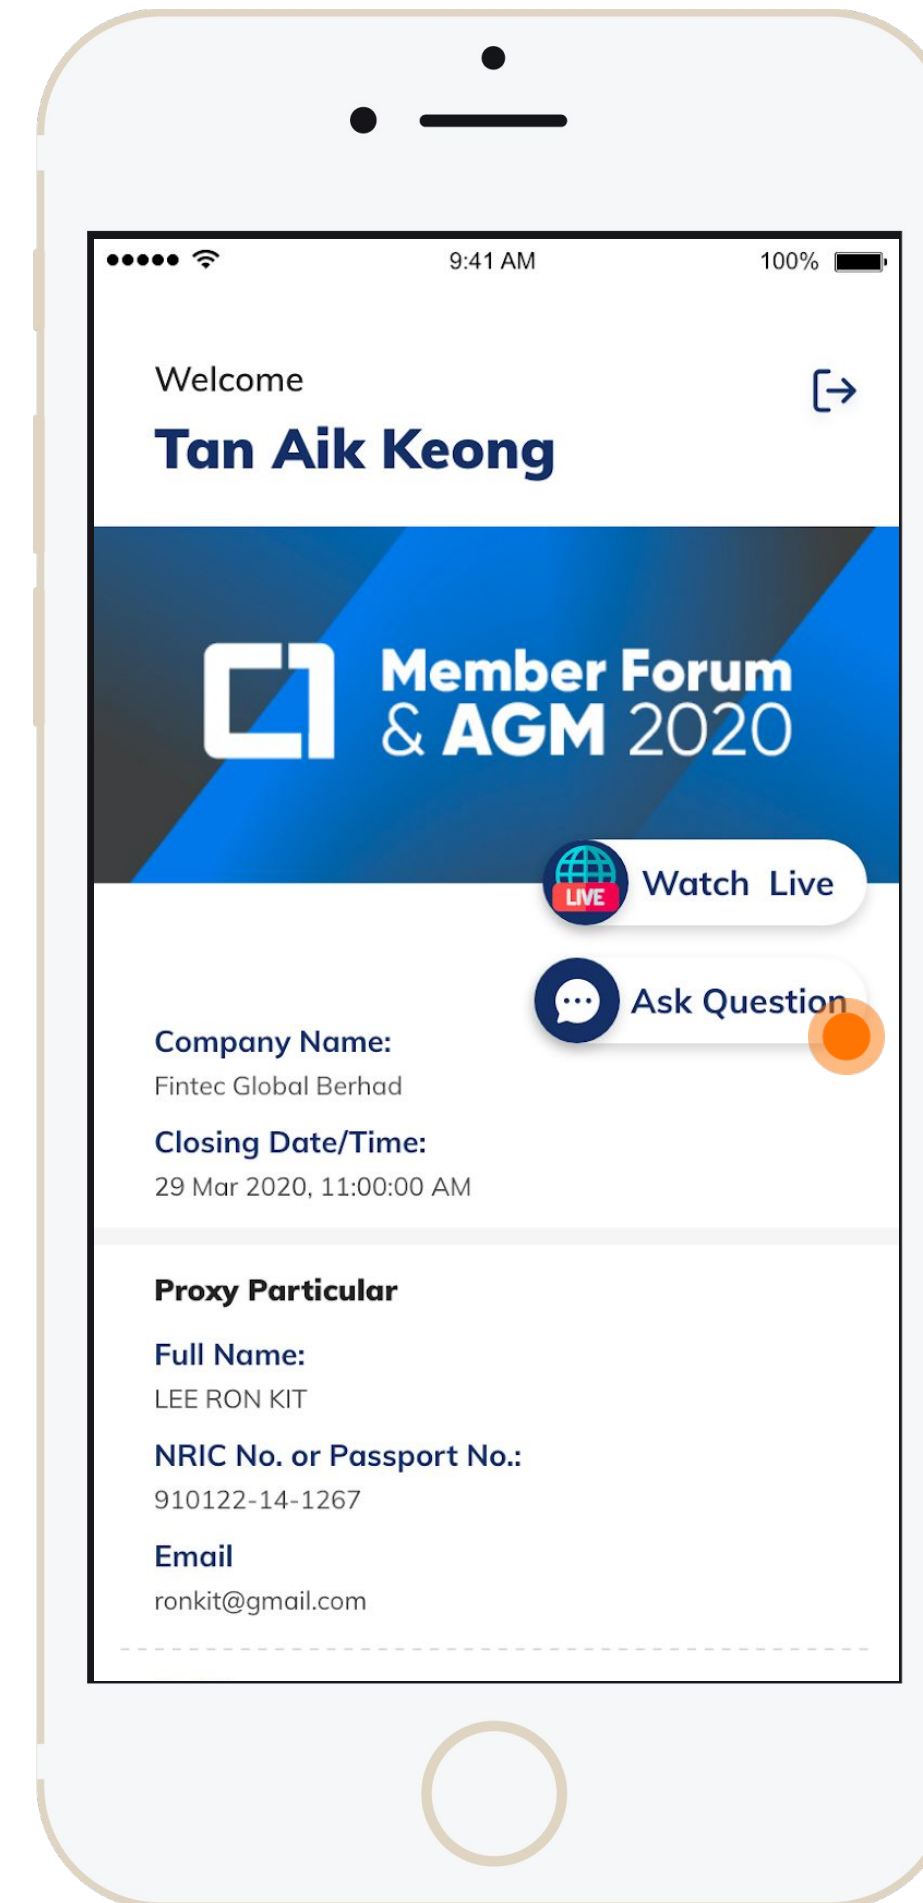 9:41 AM
100%
Welcome
Tan Aik Keong
Member Forum
& AGM 2020
LIVE
Watch Live
Ask Question
Company Name:
Fintec Global Berhad
Closing Date/Time:
29 Mar 2020, 11:00:00 AM
Proxy Particular
Full Name:
LEE RON KIT
NRIC No. or Passport No.:
910122-14-1267
Email
ronkit@gmail.com